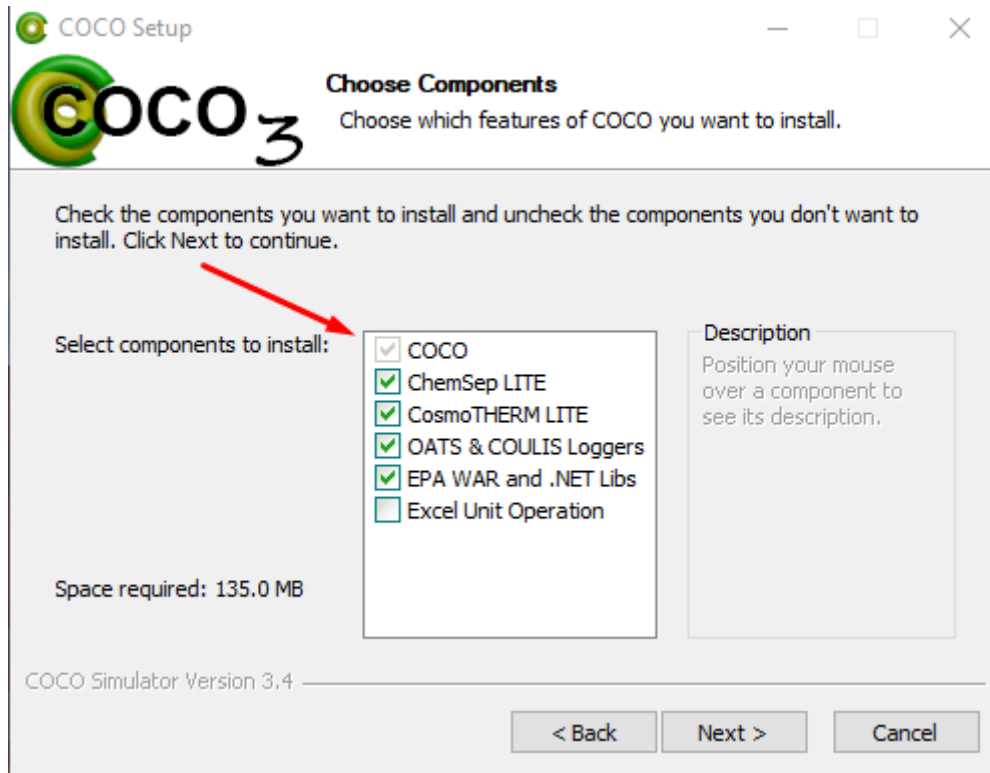 COCO Setup
COCO 3
Choose Components
Choose which features of COCO you want to install.
Check the components you want to install and uncheck the components you don't want to
install. Click Next to continue.
Select components to install:
COCO
ChemSep LITE
CosmoTHERM LITE
OATS & COULIS Loggers
EPA WAR and .NET Libs
Excel Unit Operation
Description
Position your mouse
over a component to
see its description.
Space required: 135.0 MB
COCO Simulator Version 3.4
< Back
Next >
Cancel